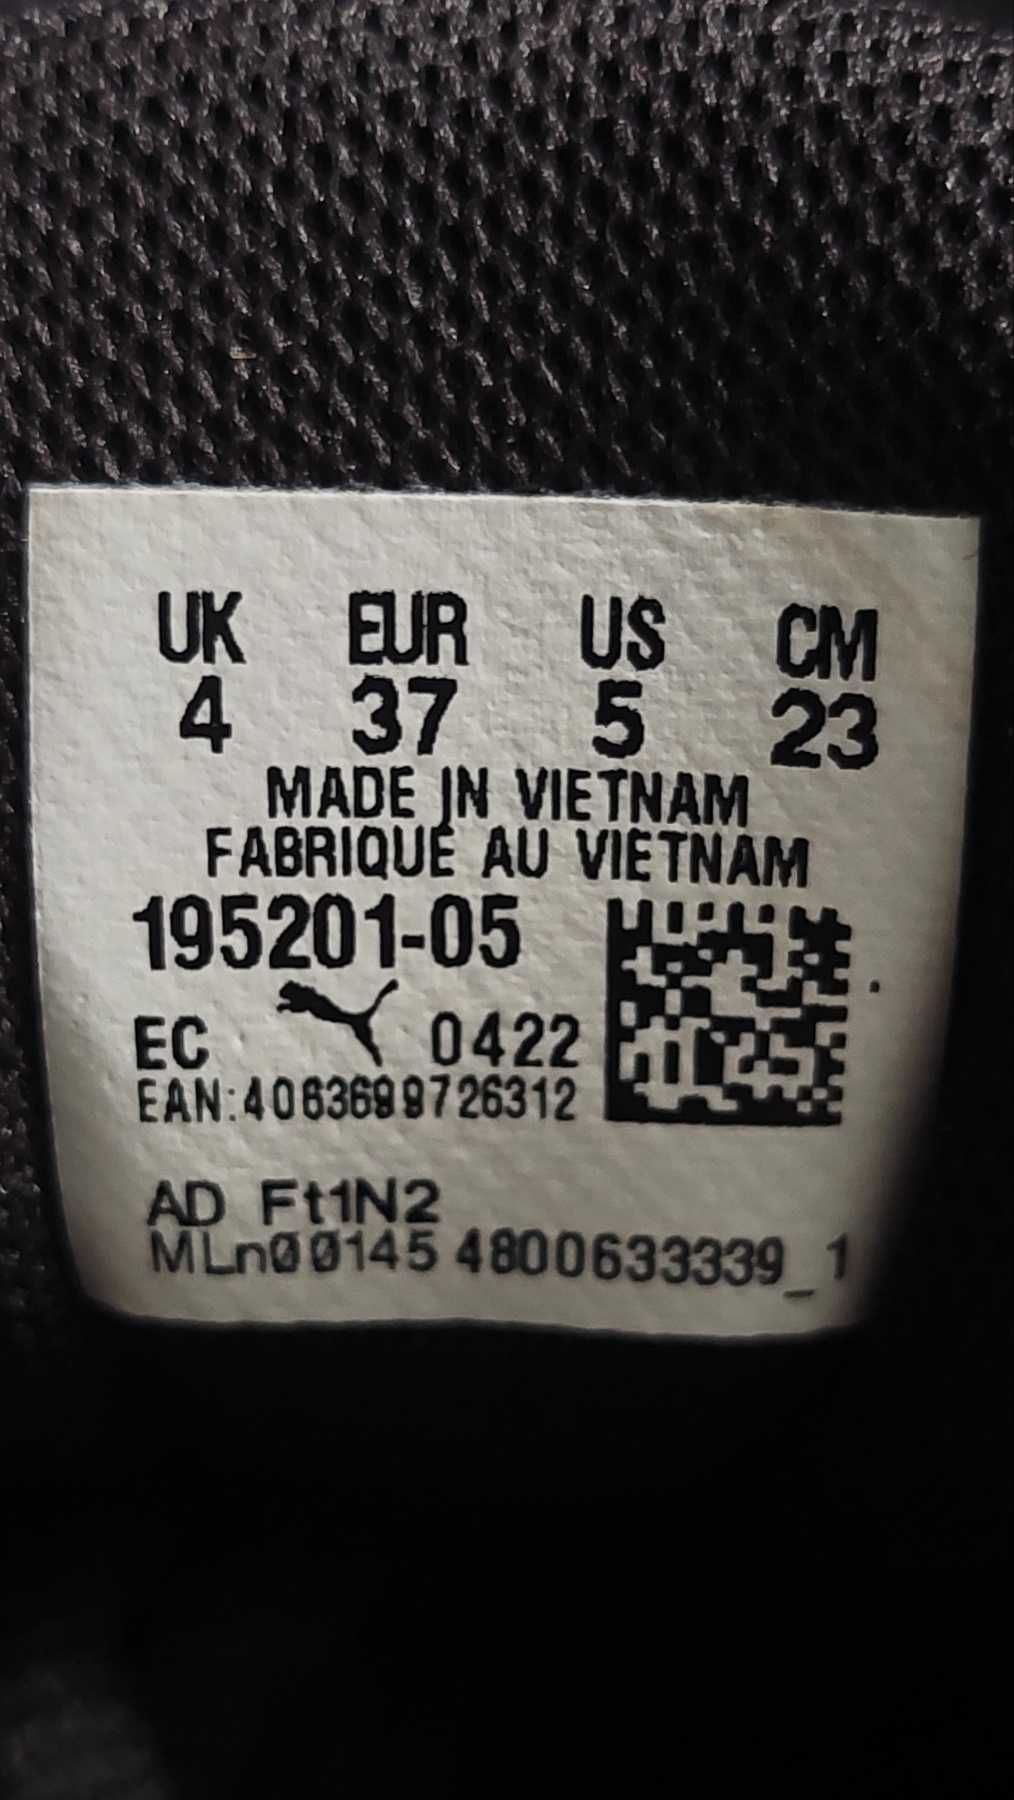 UK EUR US CM
4 37 5 23
MADE IN VIETNAM
FABRIQUE AU VIETNAM
195201-05
EC 0422
EAN:4063699726312
AD Ft1N2
MLn00145 4800633339_1